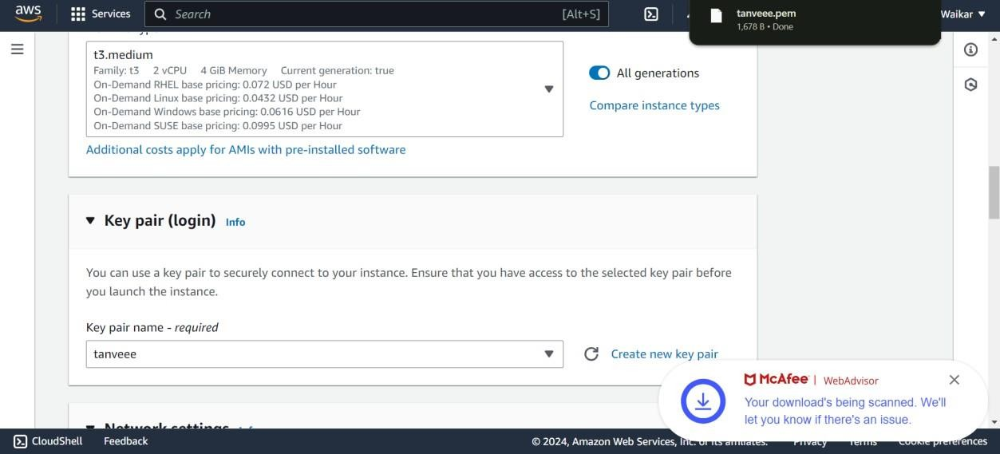 aws
Services
Search
[Alt+S]
tanveee.pem
1,678 B • Done
Waikar
t3.medium
Family: t3 2 vCPU 4 GiB Memory Current generation: true
On-Demand RHEL base pricing: 0.072 USD per Hour
On-Demand Linux base pricing: 0.0432 USD per Hour
On-Demand Windows base pricing: 0.0616 USD per Hour
On-Demand SUSE base pricing: 0.0995 USD per Hour
All generations
Compare instance types
Additional costs apply for AMIs with pre-installed software
Key pair (login) Info
You can use a key pair to securely connect to your instance. Ensure that you have access to the selected key pair before
you launch the instance.
Key pair name - required
tanveee
Create new key pair
McAfee | WebAdvisor
Your download's being scanned. We'll
let you know if there's an issue.
Network settings
CloudShell
Feedback
© 2024, Amazon Web Services, Inc. or its affiliates.
Privacy
Terms
Cookie preferences